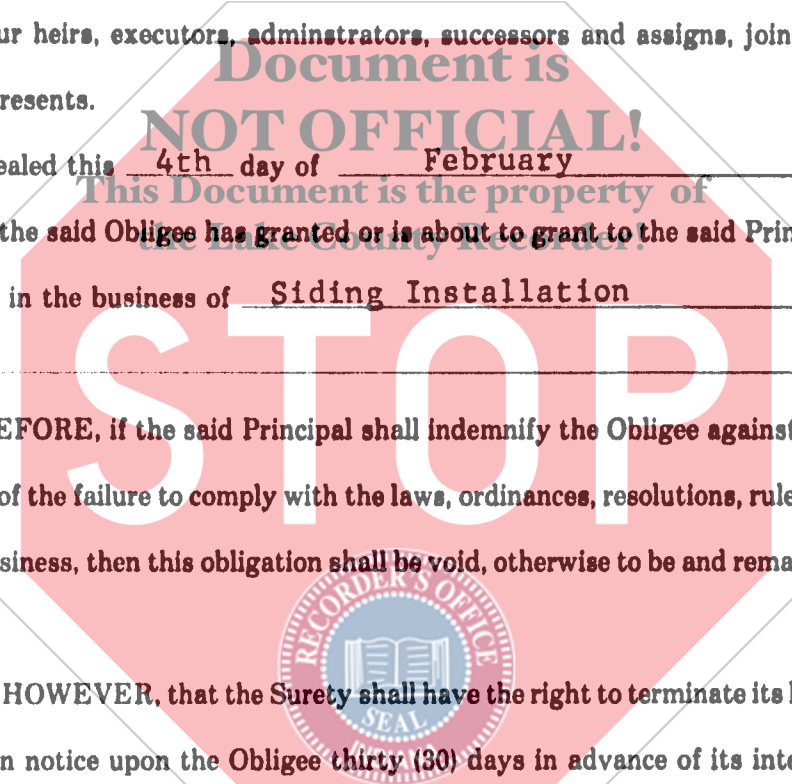 ur heirs, executors, adminstrators, successors and assigns, join
Document is
resents.
NOT OFFICIAL!
ealed this 4th day of February
This Document is the property of
the said Obligee has granted or is about to grant to the said Prin
the Lake County Recorder!
in the business of Siding Installation
STOP
EFORE, if the said Principal shall indemnify the Obligee against
of the failure to comply with the laws, ordinances, resolutions, rule
siness, then this obligation shall be void, otherwise to be and rema
RECORDER'S OFFICE
HOWEVER, that the Surety shall have the right to terminate its l
SEAL
n notice upon the Obligee thirty (30) days in advance of its inte